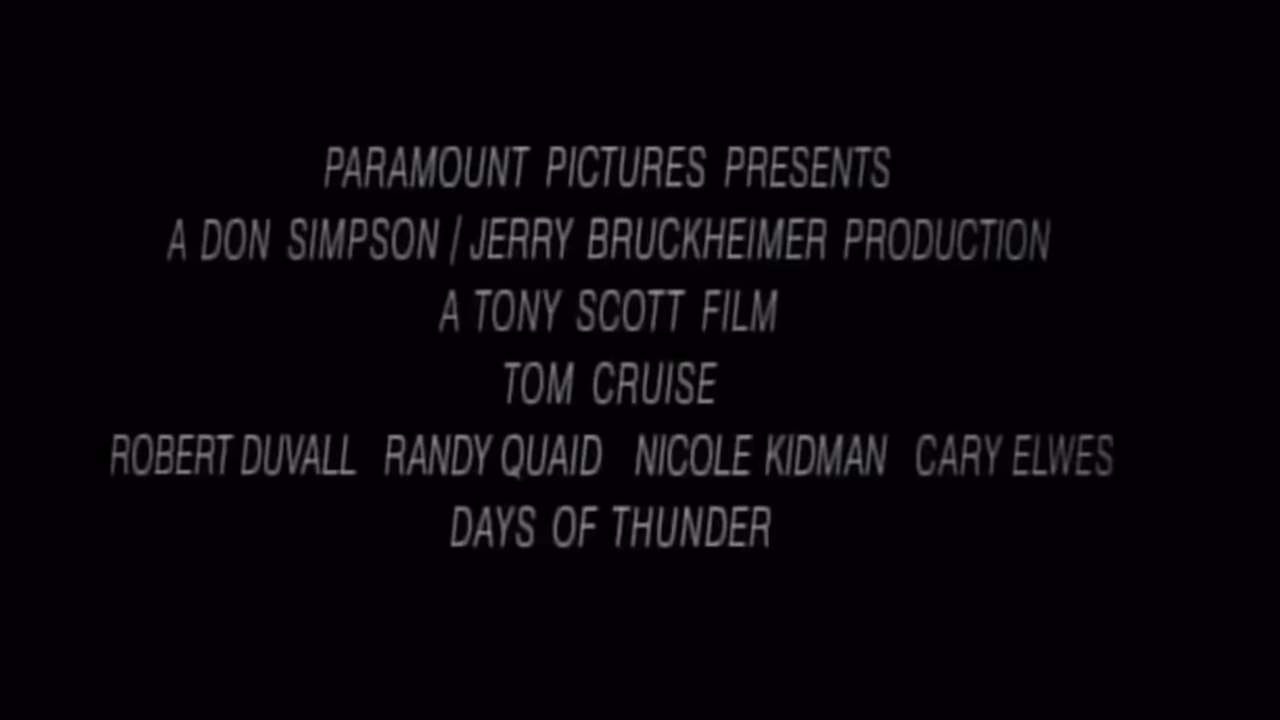 PARAMOUNT PICTURES PRESENTS
A DON SIMPSON / JERRY BRUCKHEIMER PRODUCTION
A TONY SCOTT FILM
TOM CRUISE
ROBERT DUVALL RANDY QUAID NICOLE KIDMAN CARY ELWES
DAYS OF THUNDER